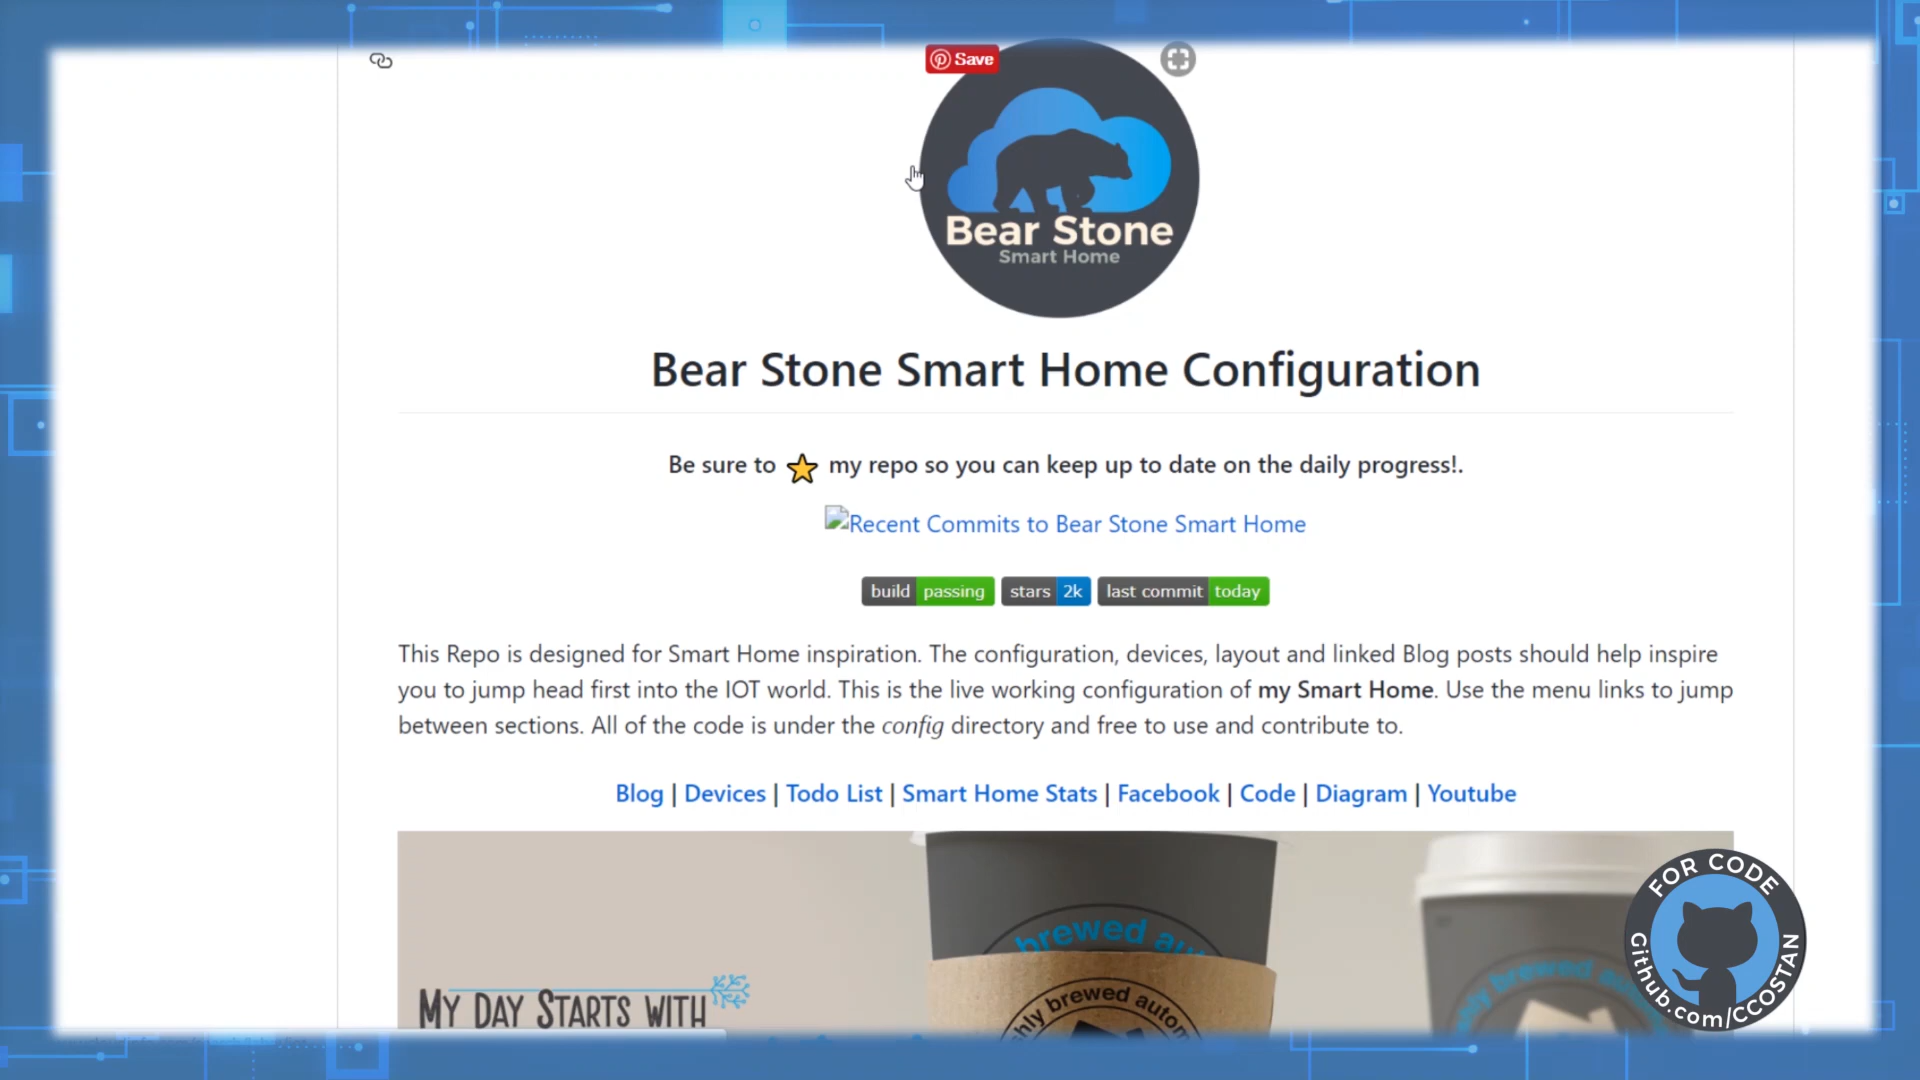 Save
Bear Stone
Smart Home
Bear Stone Smart Home Configuration
Be sure to ⭐ my repo so you can keep up to date on the daily progress!.
Recent Commits to Bear Stone Smart Home
build passing stars 2k last commit today
This Repo is designed for Smart Home inspiration. The configuration, devices, layout and linked Blog posts should help inspire
you to jump head first into the IOT world. This is the live working configuration of my Smart Home. Use the menu links to jump
between sections. All of the code is under the config directory and free to use and contribute to.
Blog | Devices | Todo List | Smart Home Stats | Facebook | Code | Diagram | Youtube
brewed
MY DAY STARTS WITH
brewed
brewed
FOR CODE
Github.com/CCOSTAN